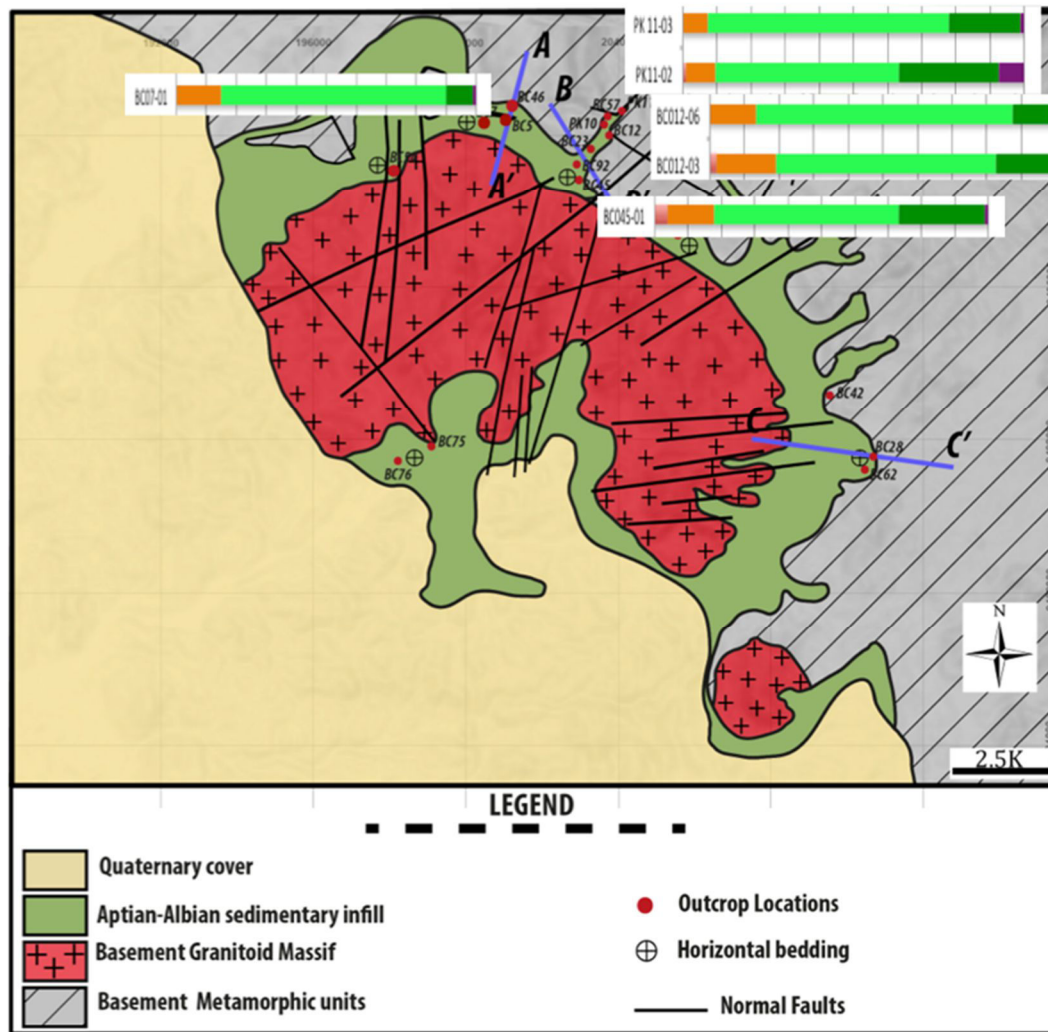 196000
PK 11-03
PK11-02
BC07-01
BC012-06
BC012-03
BC045-01
A
BC46
BC5
A'
B
BC57
PK10
BC12
BC23
BC92
BC45
BC42
C
BC28
C'
BC62
BC75
BC76
N
2.5K
LEGEND
Quaternary cover
Aptian-Albian sedimentary infill
Basement Granitoid Massif
Basement Metamorphic units
Outcrop Locations
Horizontal bedding
Normal Faults